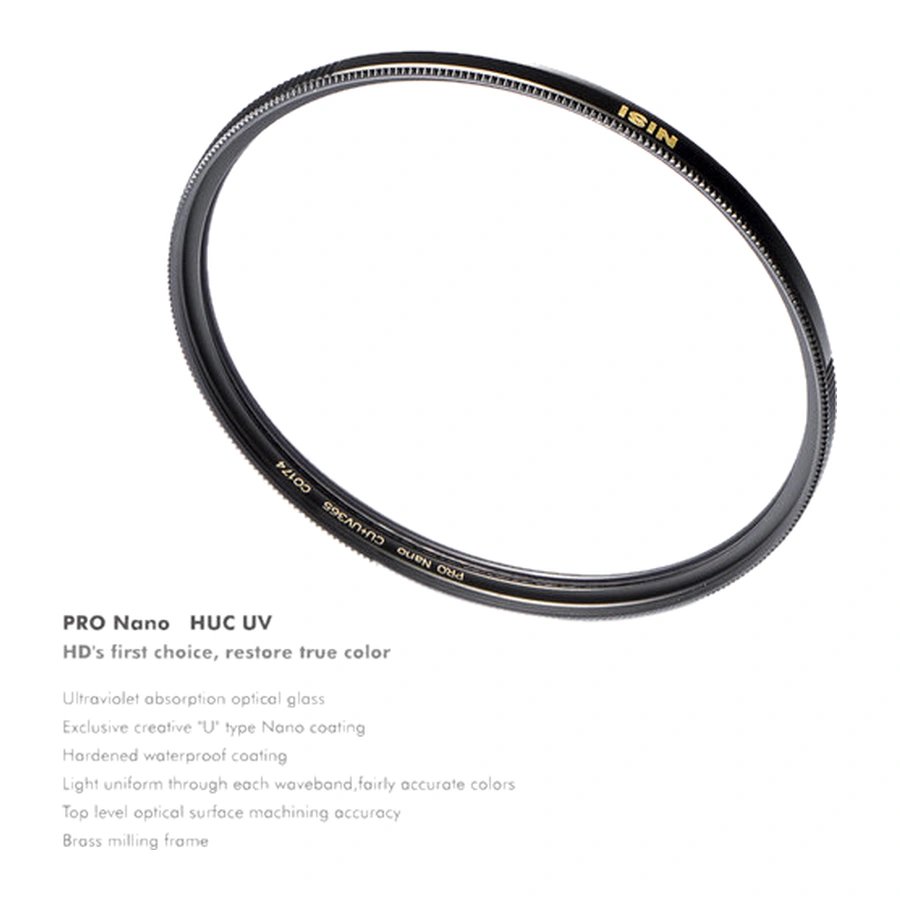 NiSi
PRO Nano CU+UV365 C0174
PRO Nano HUC UV
HD's first choice, restore true color
Ultraviolet absorption optical glass
Exclusive creative "U" type Nano coating
Hardened waterproof coating
Light uniform through each waveband,fairly accurate colors
Top level optical surface machining accuracy
Brass milling frame